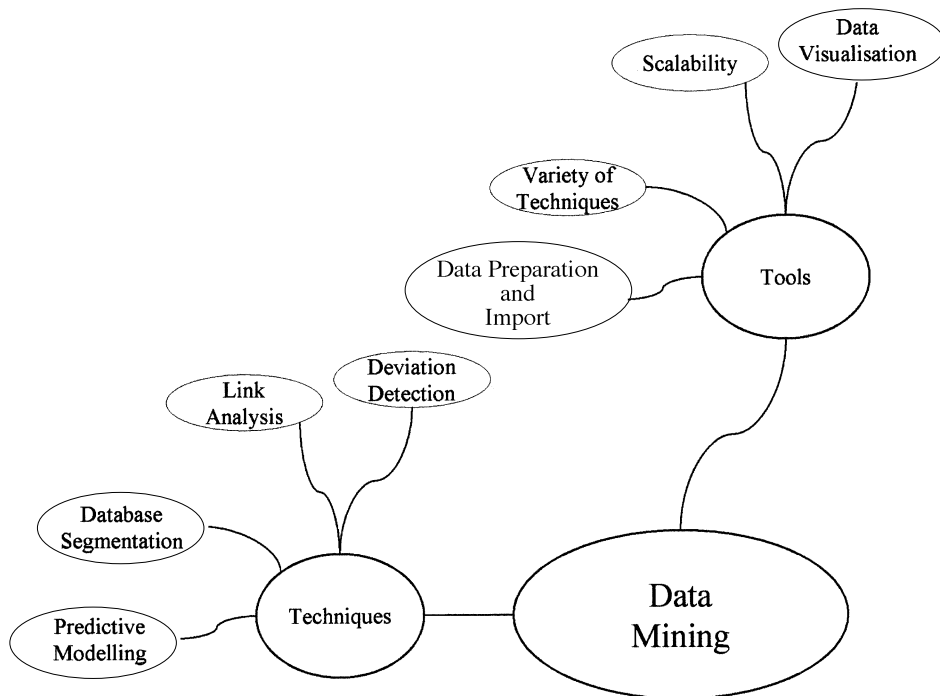 Data
Visualisation
Scalability
Variety of
Techniques
Data Preparation
and
Import
Tools
Deviation
Detection
Link
Analysis
Database
Segmentation
Predictive
Modelling
Techniques
Data
Mining